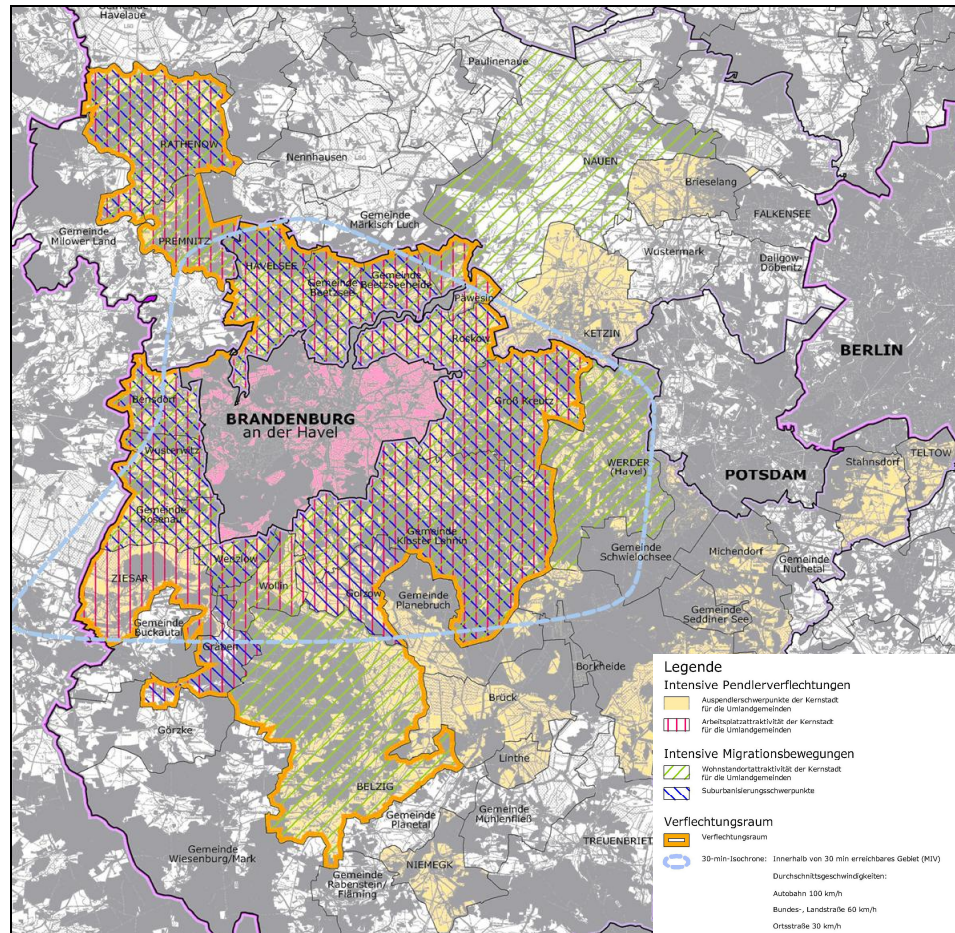 Gemeinde
Havelaue
Paulinenaue
RATHENOW
Nennhausen
NAUEN
Brieselang
FALKENSEE
Gemeinde
Märkisch Luch
Gemeinde
Milower Land
PREMNITZ
Wustermark
Dallgow-
Döberitz
HAVELSEE
Gemeinde
Beetzsee
Gemeinde
Beetzseeheide
Päwesin
Roskow
KETZIN
BERLIN
Bensdorf
Groß Kreutz
BRANDENBURG
an der Havel
Wusterwitz
WERDER
(Havel)
POTSDAM
Stahnsdorf
TELTOW
Gemeinde
Rosenau
Gemeinde
Kloster Lehnin
Gemeinde
Schwielochsee
Michendorf
Gemeinde
Nuthetal
Wenzlow
ZIESAR
Wollin
Golzow
Gemeinde
Planebruch
Gemeinde
Seddiner See
Gemeinde
Buckautal
Gräben
Borkheide
Görzke
Brück
Linthe
BELZIG
Gemeinde
Planetal
Gemeinde
Mühlenfließ
TREUENBRIET
Gemeinde
Wiesenburg/Mark
NIEMEGK
Gemeinde
Rabenstein/
Fläming
Legende
Intensive Pendlerverflechtungen
Auspendlerschwerpunkte der Kernstadt
für die Umlandgemeinden
Arbeitsplatzattraktivität der Kernstadt
für die Umlandgemeinden
Intensive Migrationsbewegungen
Wohnstandortattraktivität der Kernstadt
für die Umlandgemeinden
Suburbanisierungsschwerpunkte
Verflechtungsraum
Verflechtungsraum
30-min-Isochrone: Innerhalb von 30 min erreichbares Gebiet (MIV)
Durchschnittsgeschwindigkeiten:
Autobahn 100 km/h
Bundes-, Landstraße 60 km/h
Ortsstraße 30 km/h